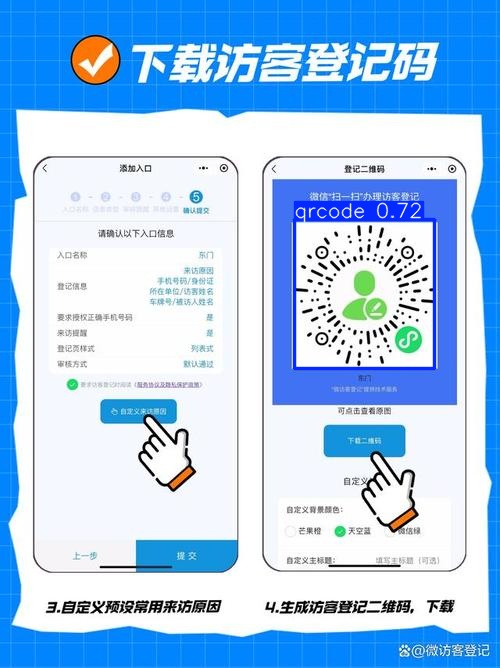 下载访客登记码
添加入口
1 2 3 4 5
入口名称 信息类型 审核提醒 其他设置 确认提交
请确认以下入口信息
入口名称 东门
来访原因
手机号码/身份证
登记信息
所在单位/访客姓名
车牌号/被访人姓名
要求授权正确手机号码 是
来访提醒 是
登记页样式 列表式
审核方式 默认通过
要求访客登记时阅读《服务协议及隐私保护政策》
自定义来访原因
上一步 提交
3.自定义预设常用来访原因
登记二维码
微信“扫一扫”办理访客登记
qrcode 0.72
东门
“微访客登记”提供技术服务
可点击查看原图
下载二维码
自定义
自定义背景颜色：
芒果橙 天空蓝 微信绿
自定义主标题： 填写主标题（可选）
4.生成访客登记二维码，下载
@微访客登记